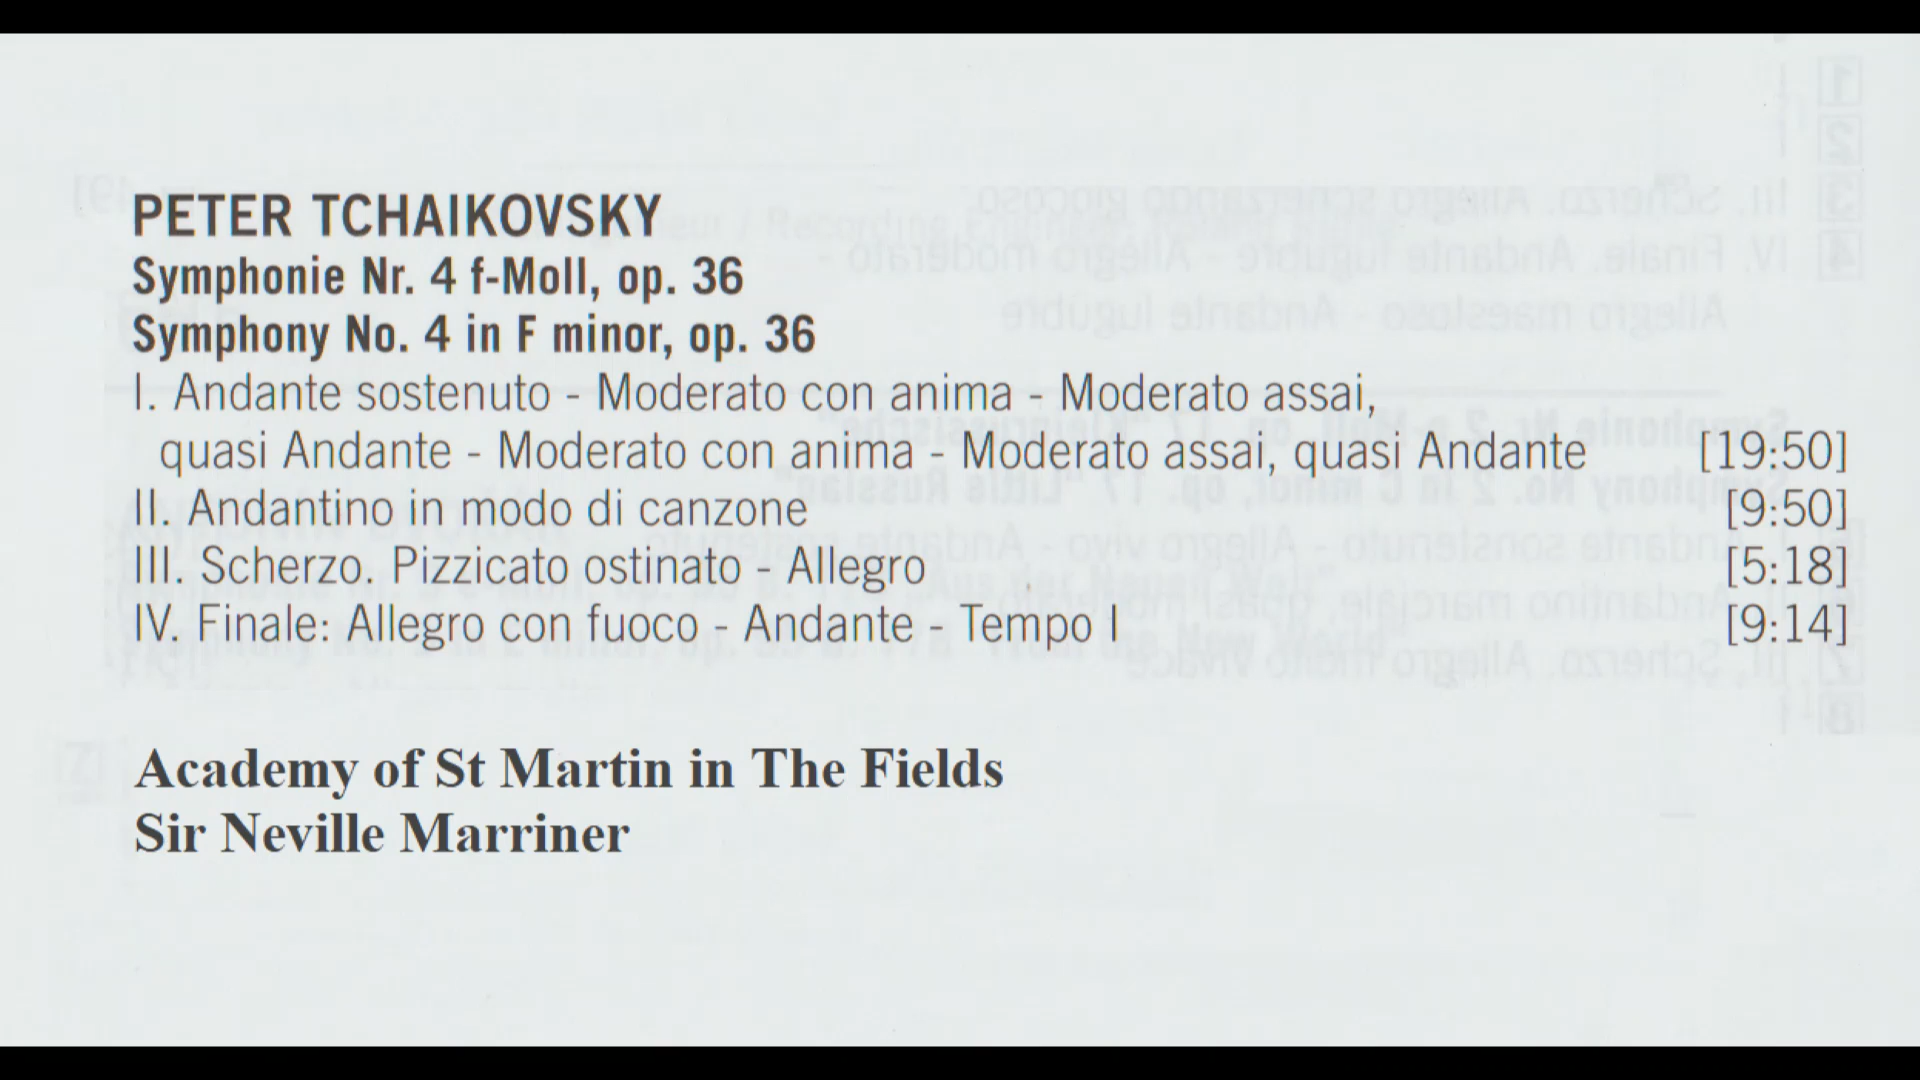 PETER TCHAIKOVSKY
Symphonie Nr. 4 f-Moll, op. 36
Symphony No. 4 in F minor, op. 36
I. Andante sostenuto - Moderato con anima - Moderato assai,
quasi Andante - Moderato con anima - Moderato assai, quasi Andante [19:50]
II. Andantino in modo di canzone [9:50]
III. Scherzo. Pizzicato ostinato - Allegro [5:18]
IV. Finale: Allegro con fuoco - Andante - Tempo I [9:14]
Academy of St Martin in The Fields
Sir Neville Marriner